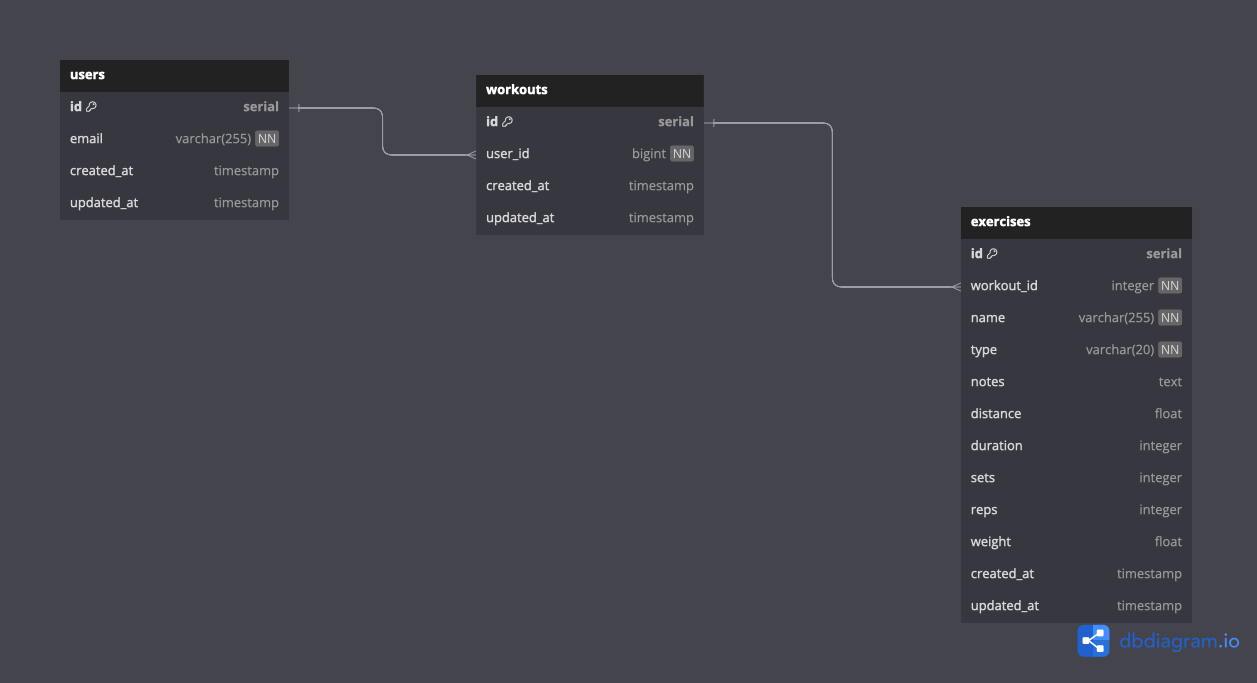 users
id serial
email varchar(255) NN
created_at timestamp
updated_at timestamp
workouts
id serial
user_id bigint NN
created_at timestamp
updated_at timestamp
exercises
id serial
workout_id integer NN
name varchar(255) NN
type varchar(20) NN
notes text
distance float
duration integer
sets integer
reps integer
weight float
created_at timestamp
updated_at timestamp
dbdiagram.io